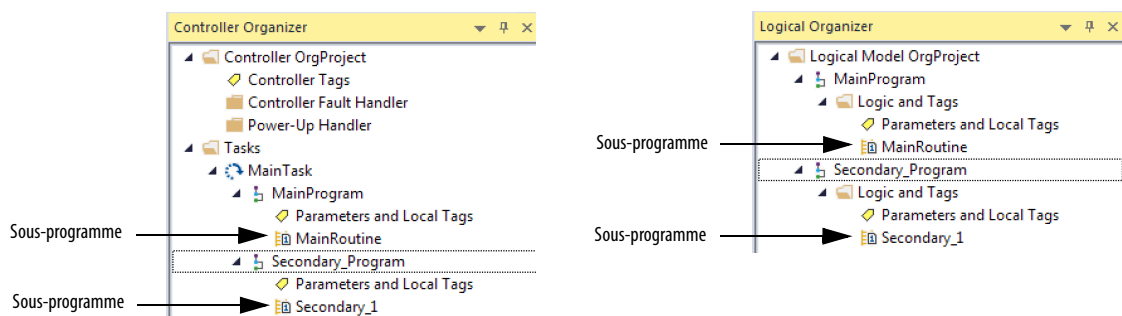 Controller Organizer
Controller OrgProject
Controller Tags
Controller Fault Handler
Power-Up Handler
Tasks
MainTask
MainProgram
Parameters and Local Tags
Sous-programme
MainRoutine
Secondary_Program
Parameters and Local Tags
Sous-programme
Secondary_1
Logical Organizer
Logical Model OrgProject
MainProgram
Logic and Tags
Parameters and Local Tags
Sous-programme
MainRoutine
Secondary_Program
Logic and Tags
Parameters and Local Tags
Sous-programme
Secondary_1